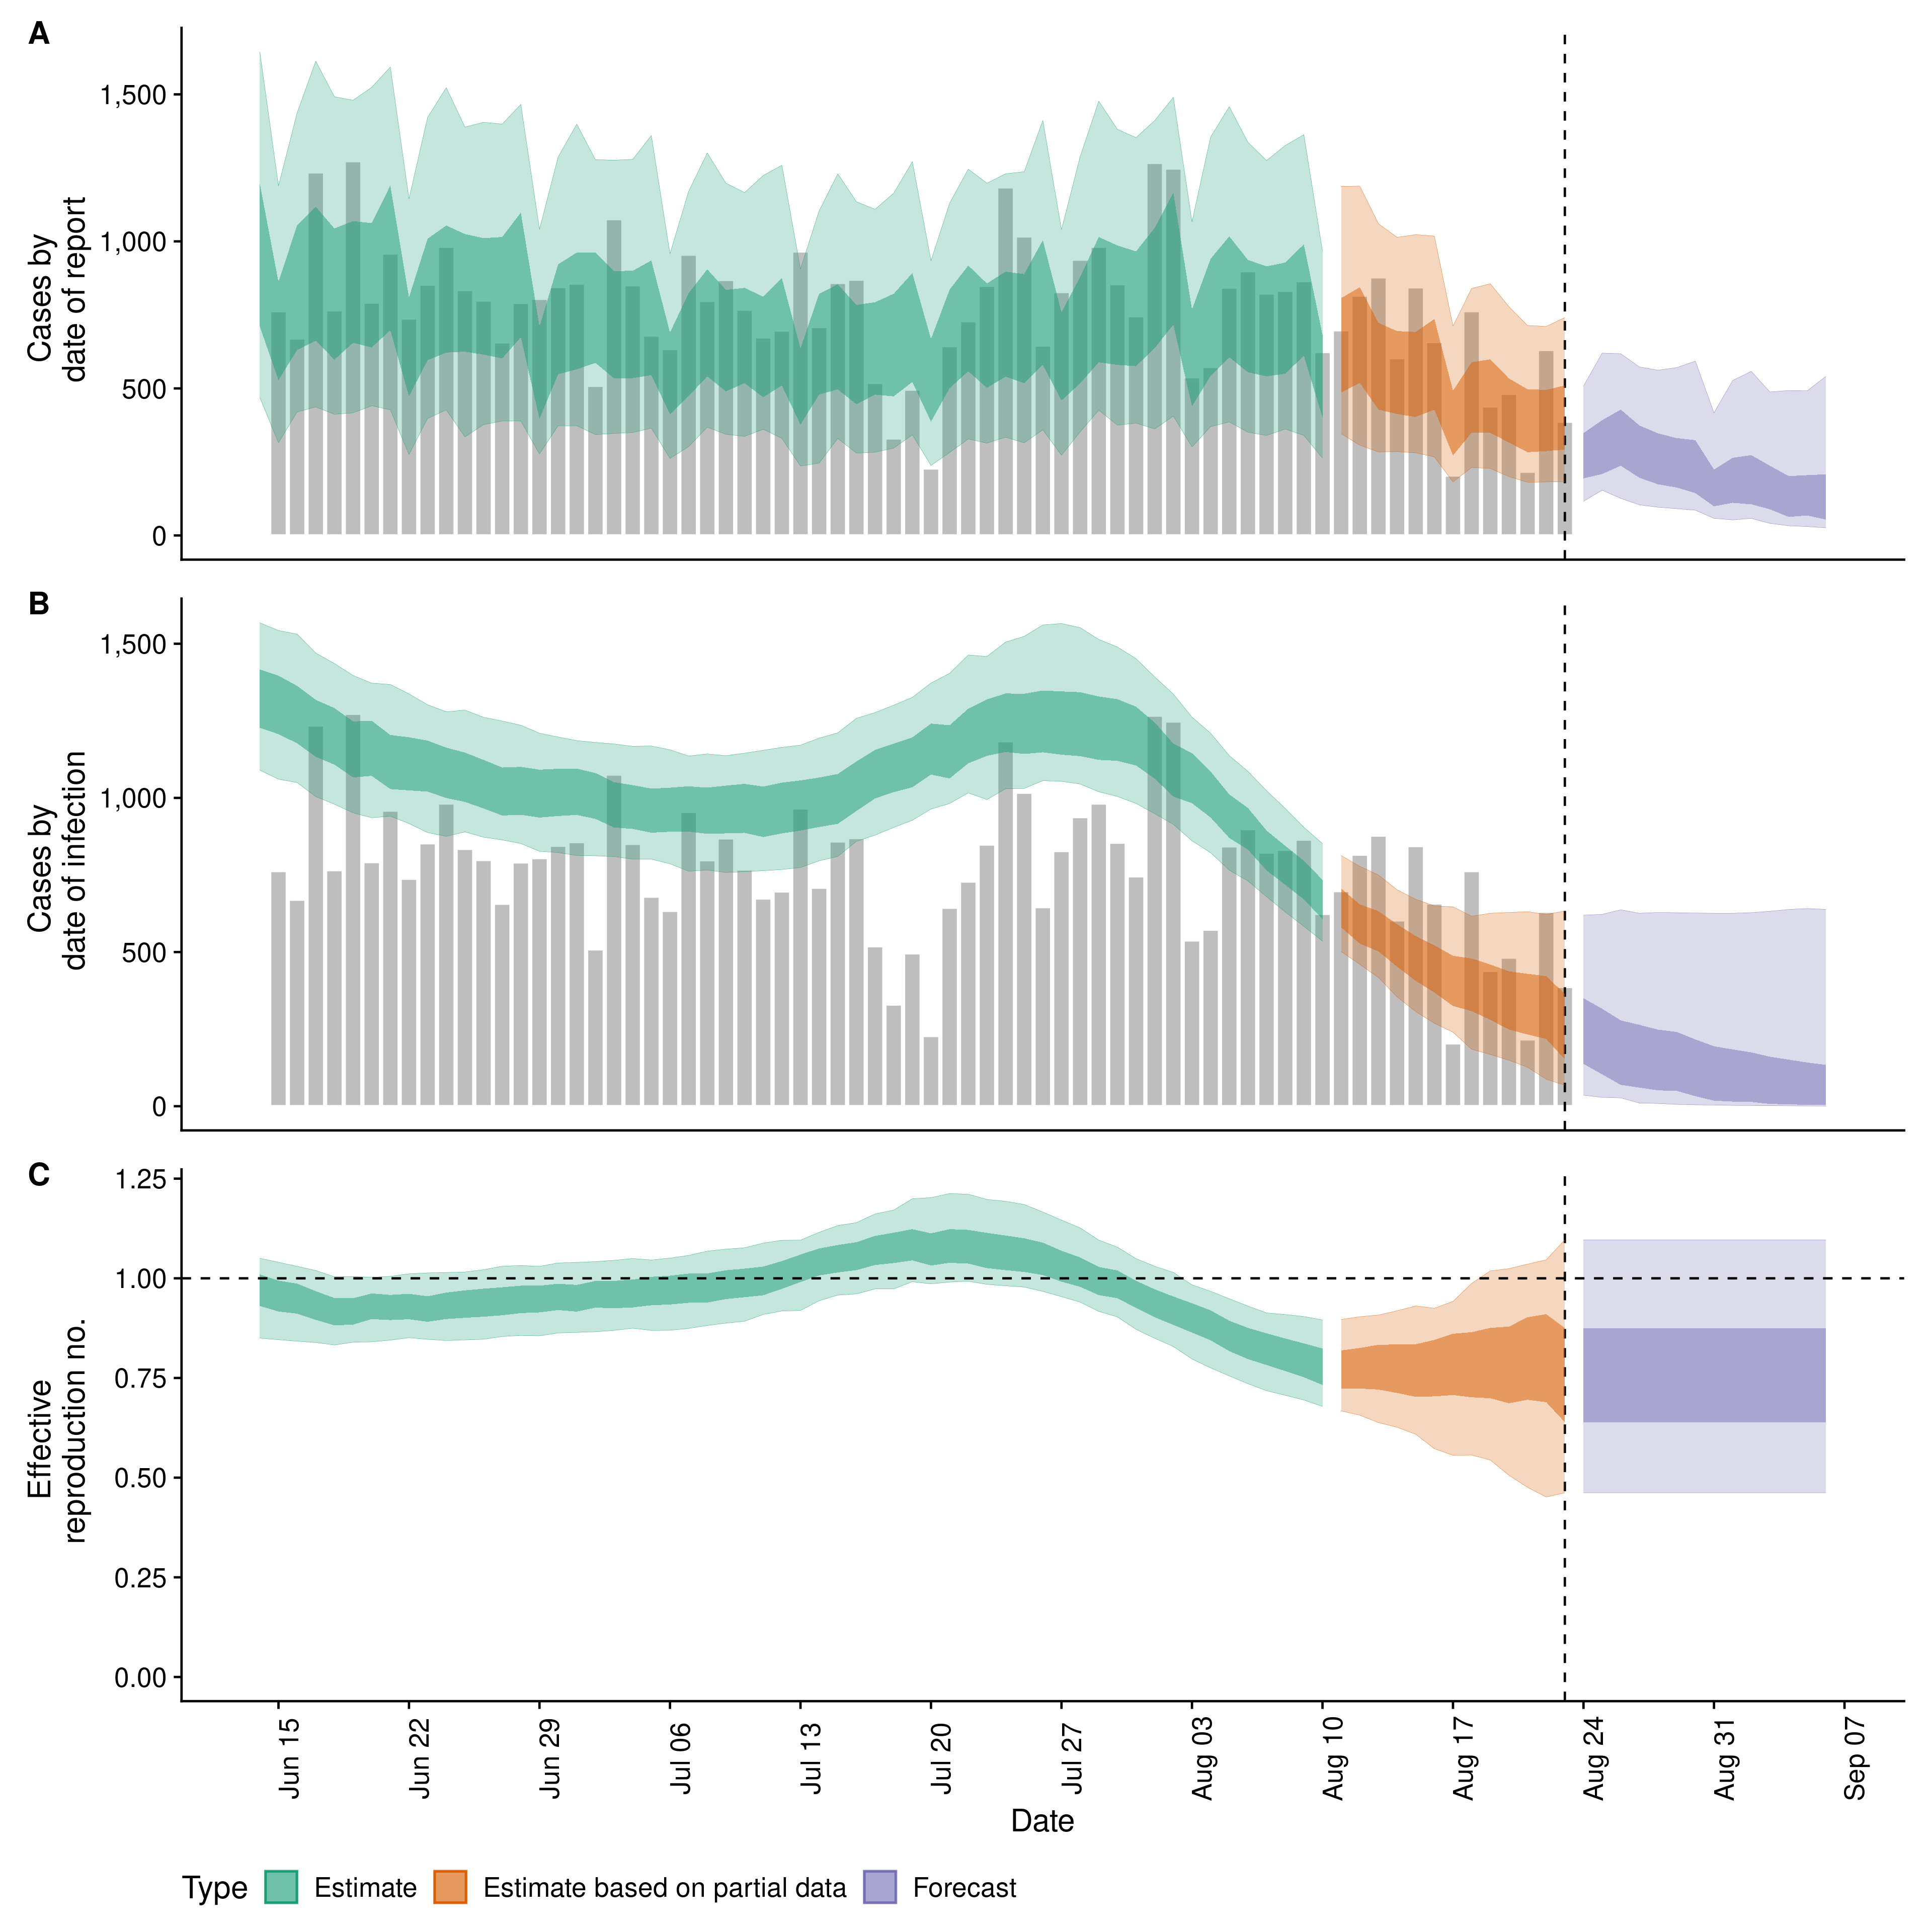 A
Cases by
date of report
1,500
1,000
500
0
B
Cases by
date of infection
1,500
1,000
500
0
C
Effective
reproduction no.
1.25
1.00
0.75
0.50
0.25
0.00
Jun 15
Jun 22
Jun 29
Jul 06
Jul 13
Jul 20
Jul 27
Aug 03
Aug 10
Aug 17
Aug 24
Aug 31
Sep 07
Date
Type Estimate Estimate based on partial data Forecast